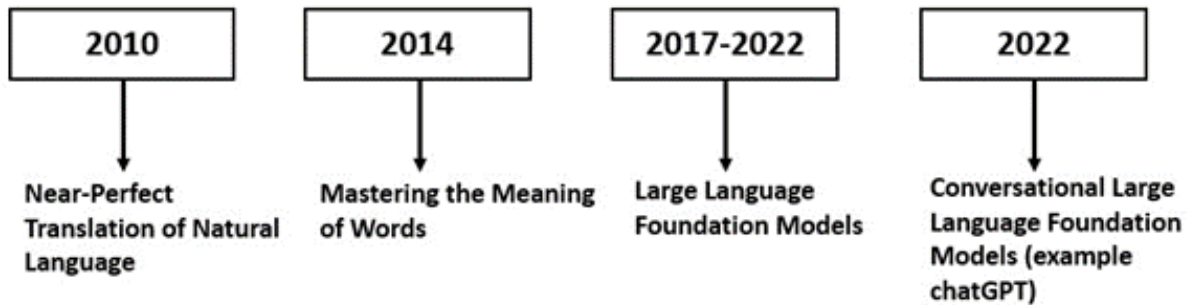 2010
Near-Perfect
Translation of Natural
Language
2014
Mastering the Meaning
of Words
2017-2022
Large Language
Foundation Models
2022
Conversational Large
Language Foundation
Models (example
chatGPT)